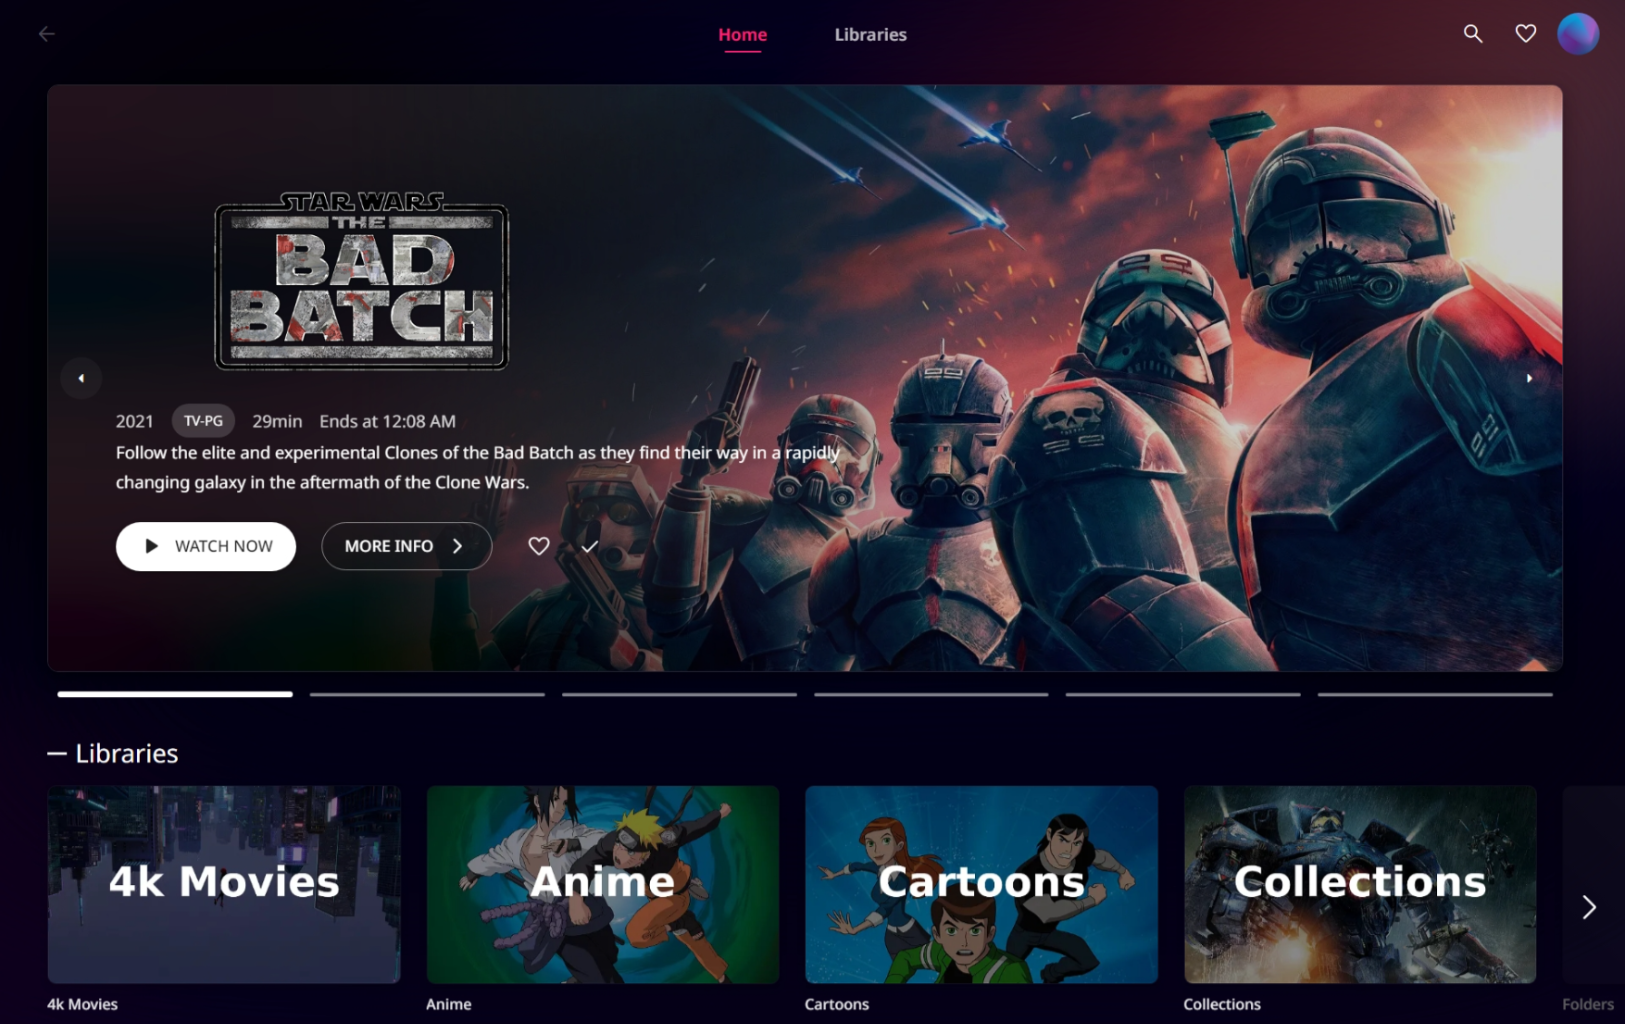 Home
Libraries
STAR WARS
THE
BAD
BATCH
2021 TV-PG 29min Ends at 12:08 AM
Follow the elite and experimental Clones of the Bad Batch as they find their way in a rapidly
changing galaxy in the aftermath of the Clone Wars.
WATCH NOW
MORE INFO
Libraries
4k Movies
Anime
Cartoons
Collections
4k Movies
Anime
Cartoons
Collections
Folders